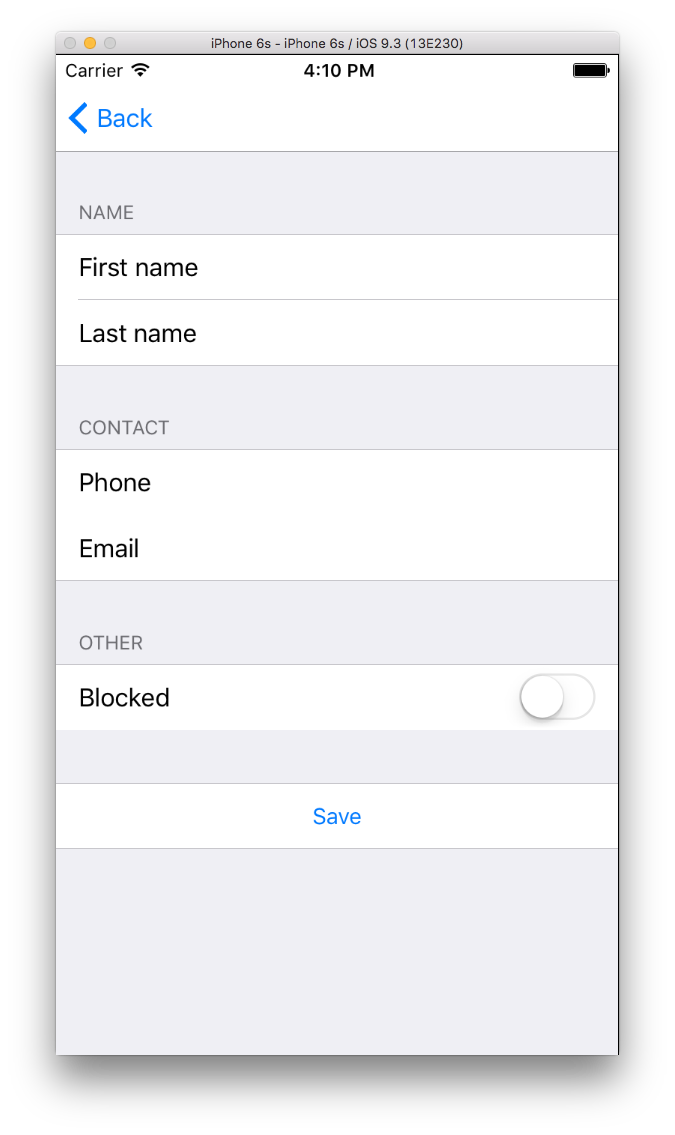 iPhone 6s - iPhone 6s / iOS 9.3 (13E230)
Carrier 4:10 PM
Back
NAME
First name
Last name
CONTACT
Phone
Email
OTHER
Blocked
Save